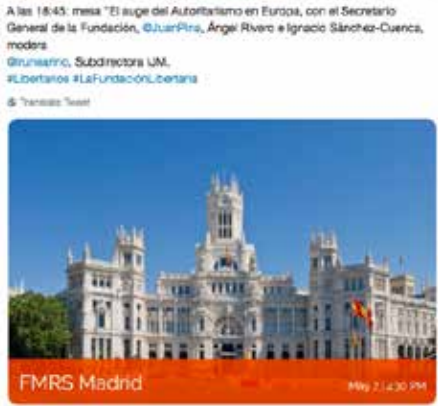 A las 18:45: mesa "El auge del Autoritarismo en Europa, con el Secretario
General de la Fundación, @JuanPina, Ángel Rivero e Ignacio Sánchez-Cuenca,
modera
Subdirectora IJM.
#Libertarios #LaFundaciónLibertaria
Translate Tweet
FMRS Madrid
May 2 | 4:30 PM